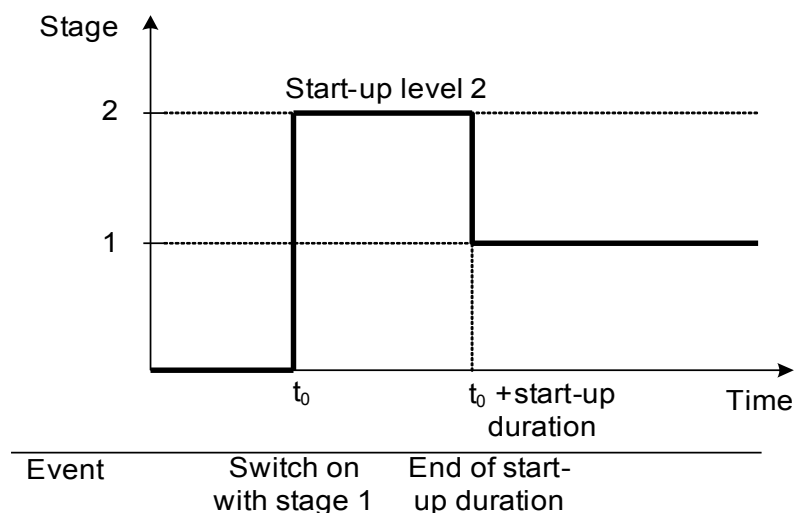 Stage
Start-up level 2
2
1
t₀
t₀ +start-up
duration
Time
Event
Switch on
with stage 1
End of start-
up duration